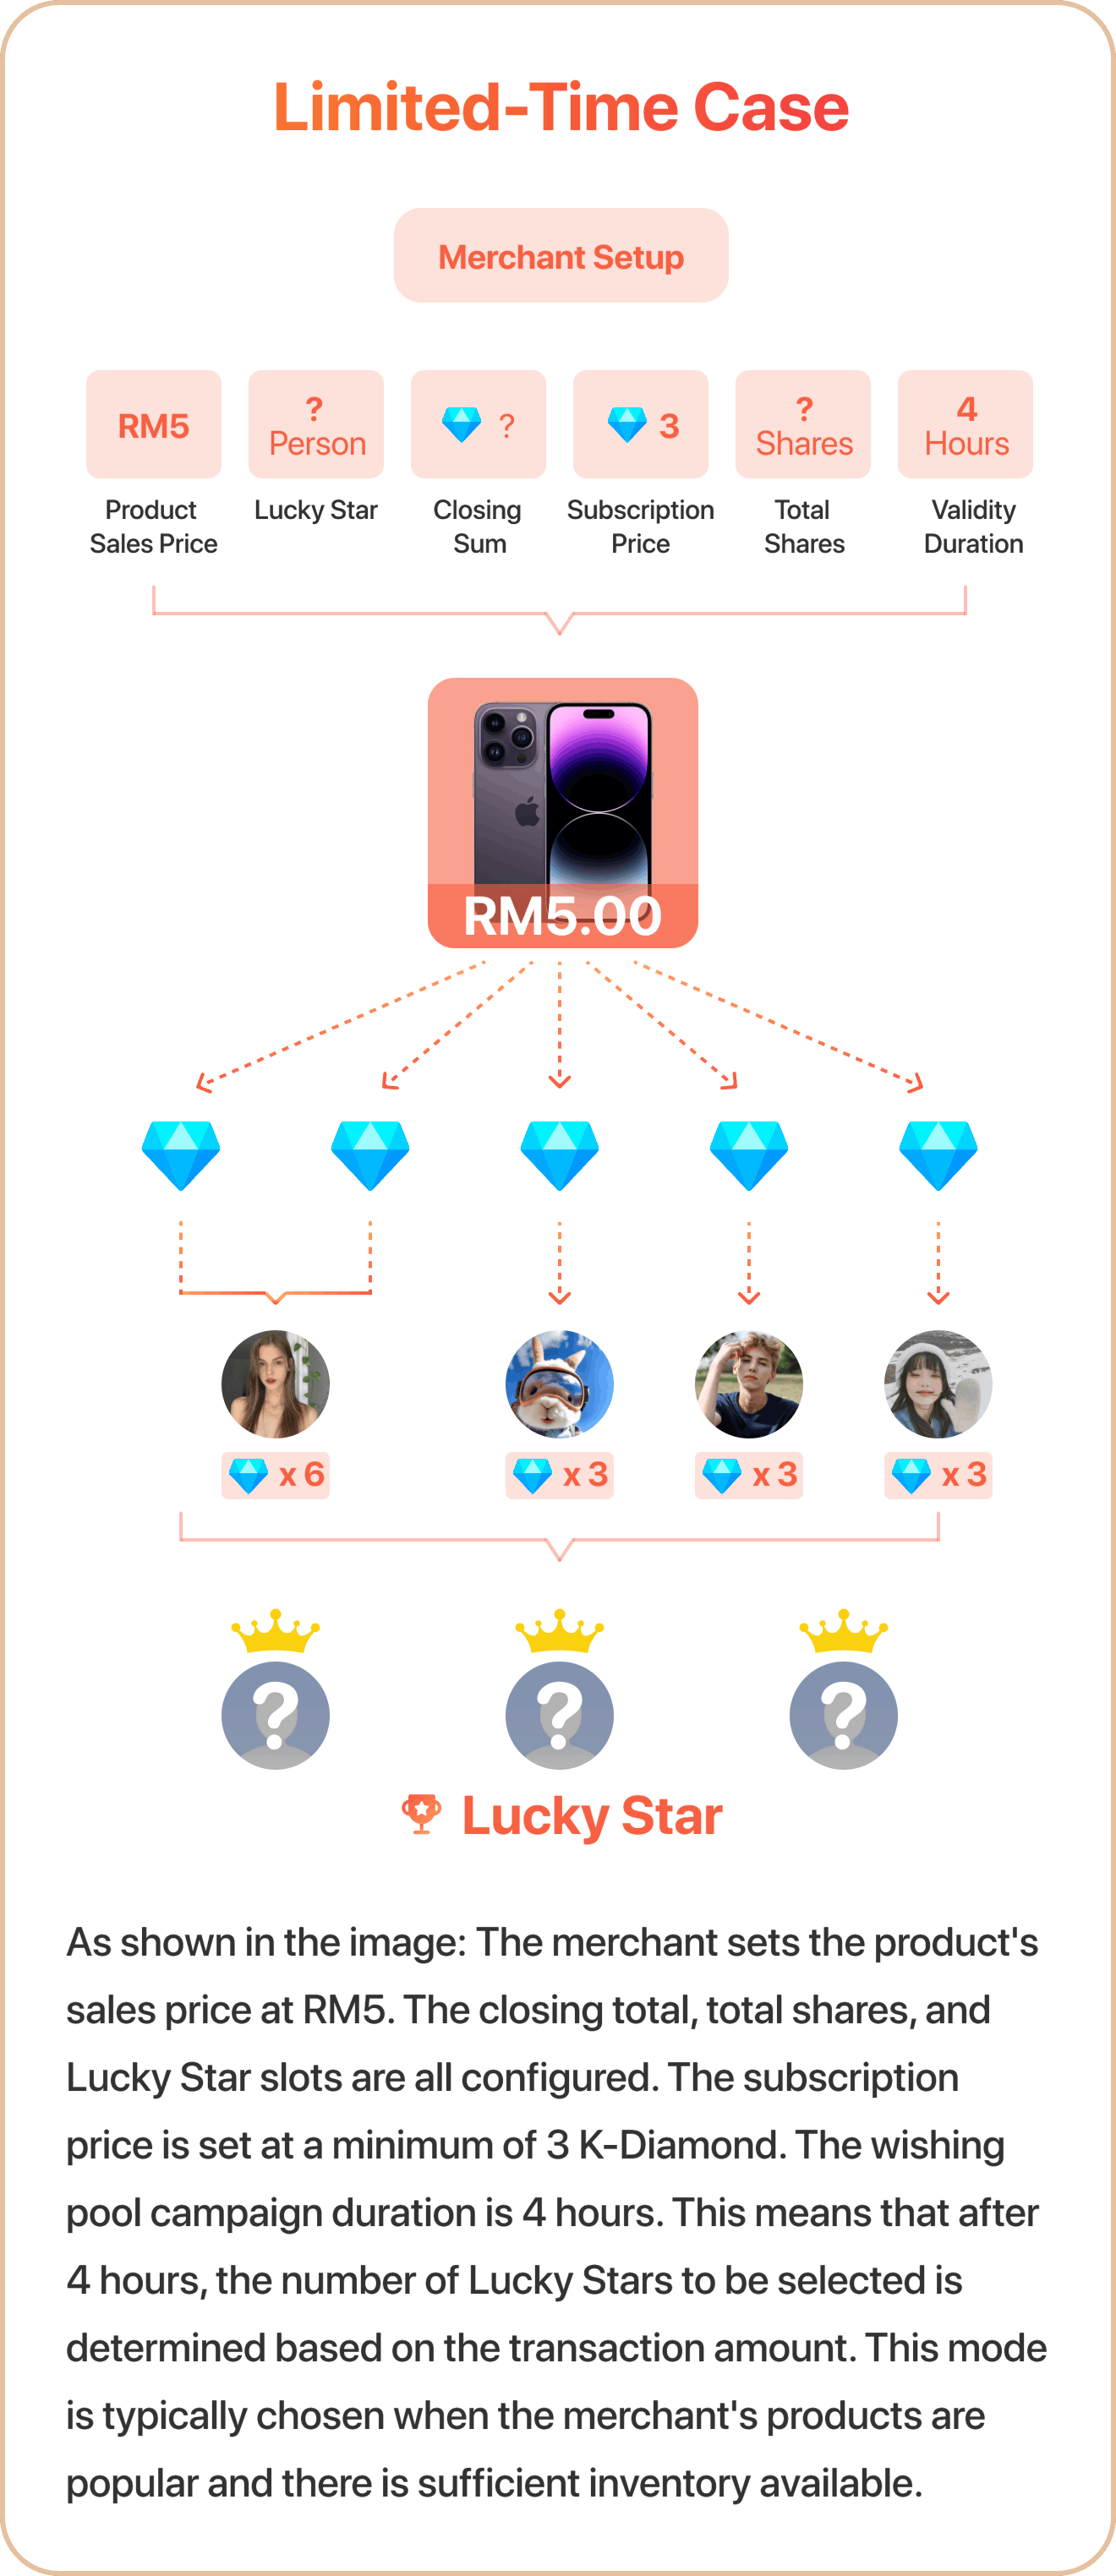 Limited-Time Case
Merchant Setup
RM5
?
Person
?
3
?
Shares
4
Hours
Product
Sales Price
Lucky Star
Closing
Sum
Subscription
Price
Total
Shares
Validity
Duration
RM5.00
x 6
x 3
x 3
x 3
?
?
?
Lucky Star
As shown in the image: The merchant sets the product's
sales price at RM5. The closing total, total shares, and
Lucky Star slots are all configured. The subscription
price is set at a minimum of 3 K-Diamond. The wishing
pool campaign duration is 4 hours. This means that after
4 hours, the number of Lucky Stars to be selected is
determined based on the transaction amount. This mode
is typically chosen when the merchant's products are
popular and there is sufficient inventory available.